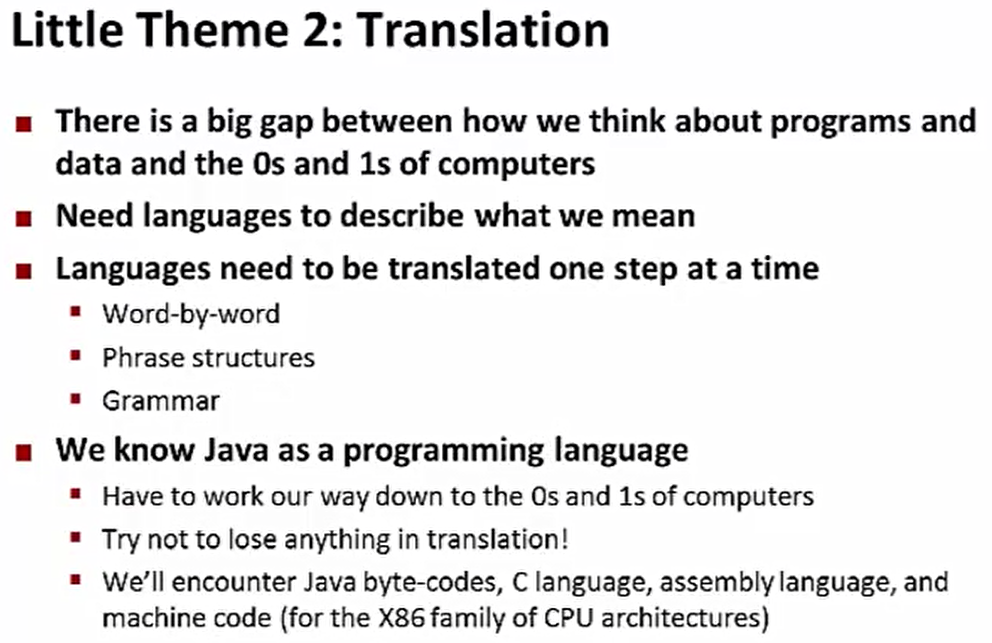 Little Theme 2: Translation
There is a big gap between how we think about programs and
data and the 0s and 1s of computers
Need languages to describe what we mean
Languages need to be translated one step at a time
Word-by-word
Phrase structures
Grammar
We know Java as a programming language
Have to work our way down to the 0s and 1s of computers
Try not to lose anything in translation!
We'll encounter Java byte-codes, C language, assembly language, and
machine code (for the X86 family of CPU architectures)